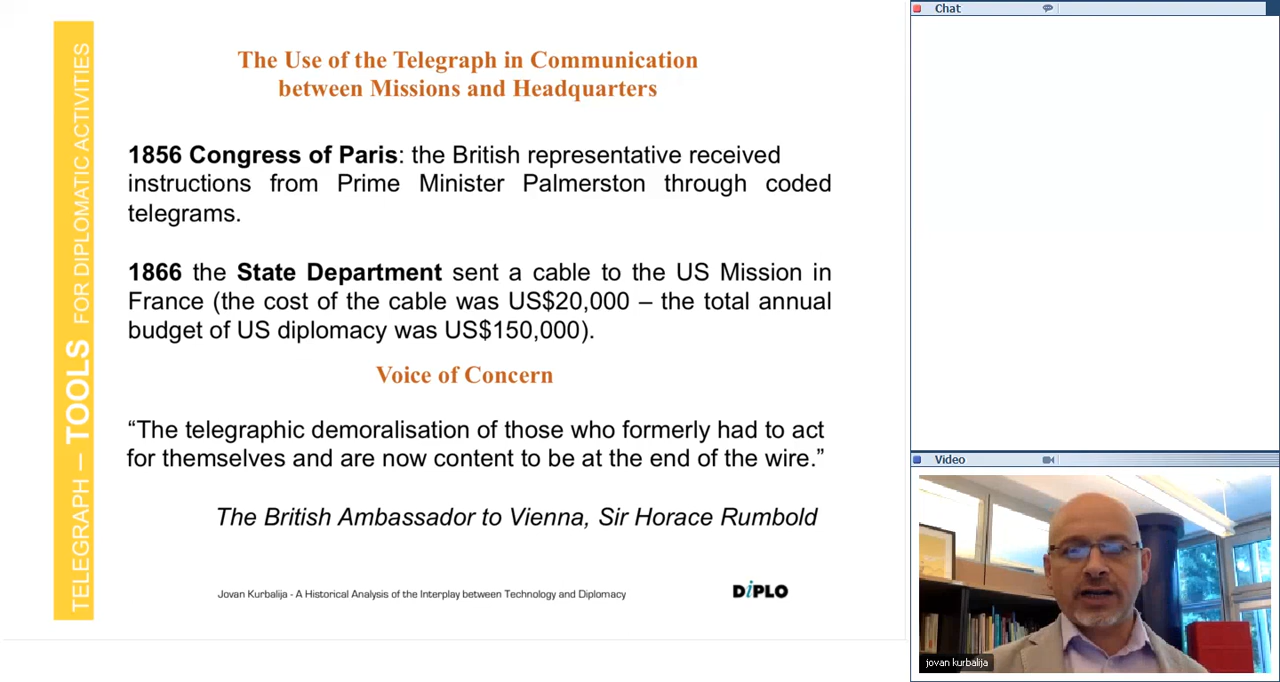 TELEGRAPH – TOOLS FOR DIPLOMATIC ACTIVITIES
The Use of the Telegraph in Communication
between Missions and Headquarters
1856 Congress of Paris: the British representative received
instructions from Prime Minister Palmerston through coded
telegrams.
1866 the State Department sent a cable to the US Mission in
France (the cost of the cable was US$20,000 – the total annual
budget of US diplomacy was US$150,000).
Voice of Concern
“The telegraphic demoralisation of those who formerly had to act
for themselves and are now content to be at the end of the wire.”
The British Ambassador to Vienna, Sir Horace Rumbold
Jovan Kurbalija - A Historical Analysis of the Interplay between Technology and Diplomacy
DiPLO
Chat
Video
jovan kurbalija